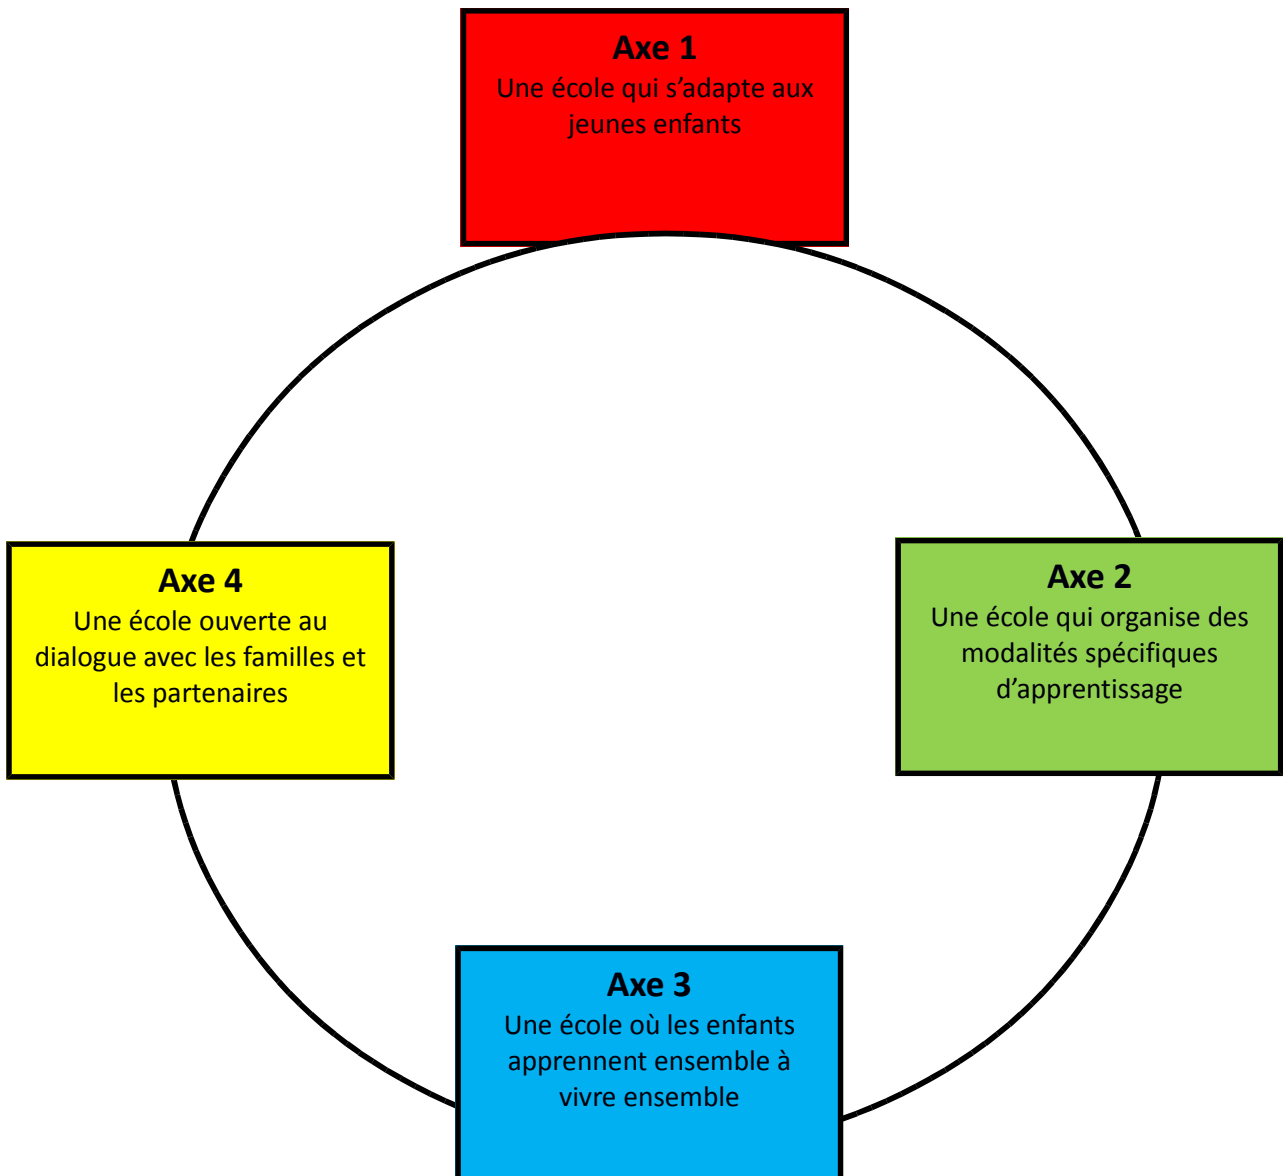 Axe 1
Une école qui s’adapte aux
jeunes enfants
Axe 4
Une école ouverte au
dialogue avec les familles et
les partenaires
Axe 2
Une école qui organise des
modalités spécifiques
d’apprentissage
Axe 3
Une école où les enfants
apprennent ensemble à
vivre ensemble